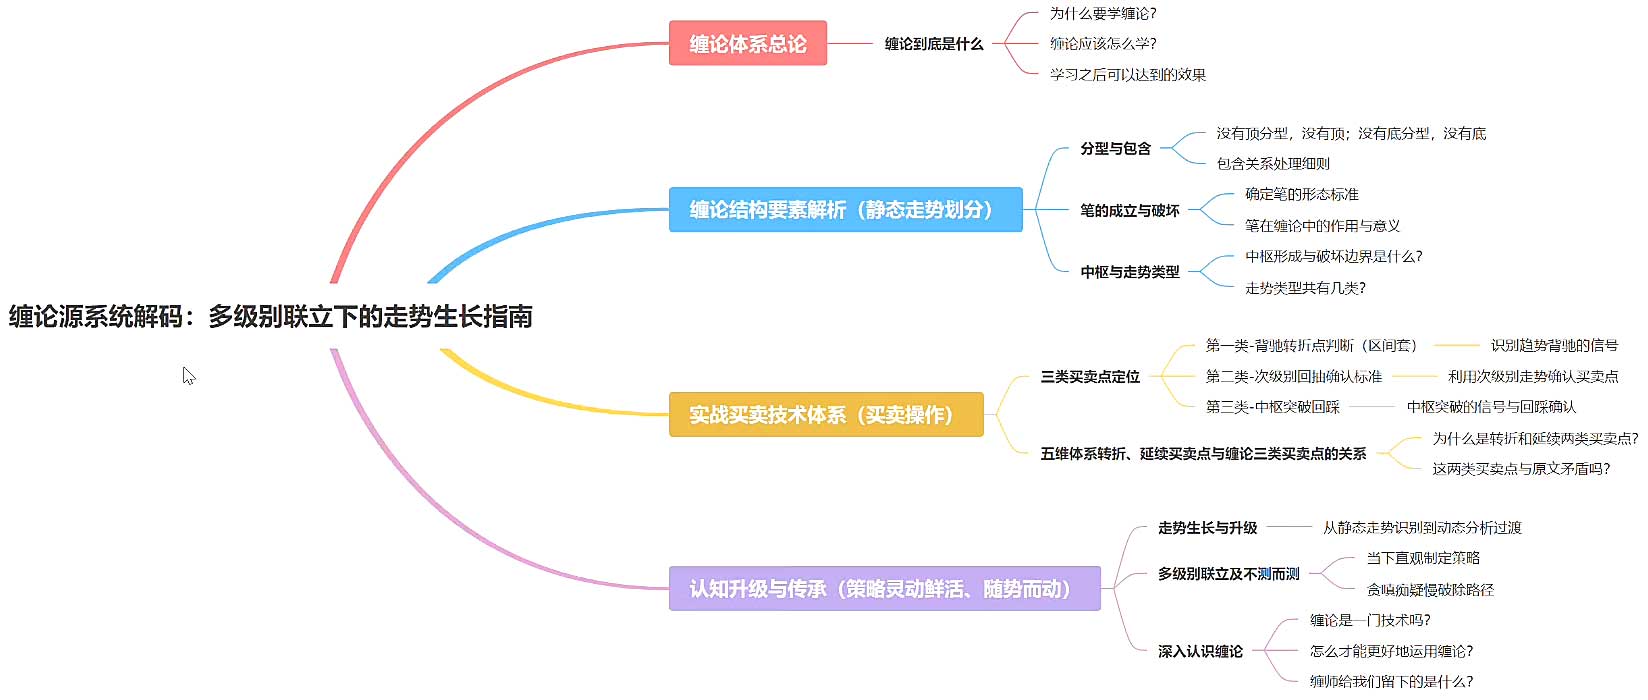 缠论源系统解码：多级别联立下的走势生长指南
缠论体系总论
缠论到底是什么
为什么要学缠论？
缠论应该怎么学？
学习之后可以达到的效果
缠论结构要素解析（静态走势划分）
分型与包含
没有顶分型，没有顶；没有底分型，没有底
包含关系处理细则
笔的成立与破坏
确定笔的形态标准
笔在缠论中的作用与意义
中枢与走势类型
中枢形成与破坏边界是什么？
走势类型共有几类？
实战买卖技术体系（买卖操作）
三类买卖点定位
第一类-背驰转折点判断（区间套）
识别趋势背驰的信号
第二类-次级别回抽确认标准
利用次级别走势确认买卖点
第三类-中枢突破回踩
中枢突破的信号与回踩确认
五维体系转折、延续买卖点与缠论三类买卖点的关系
为什么是转折和延续两类买卖点？
这两类买卖点与原文矛盾吗？
认知升级与传承（策略灵动鲜活、随势而动）
走势生长与升级
从静态走势识别到动态分析过渡
多级别联立及不测而测
当下直观制定策略
贪嗔痴疑慢破除路径
深入认识缠论
缠论是一门技术吗？
怎么才能更好地运用缠论？
缠师给我们留下的是什么？